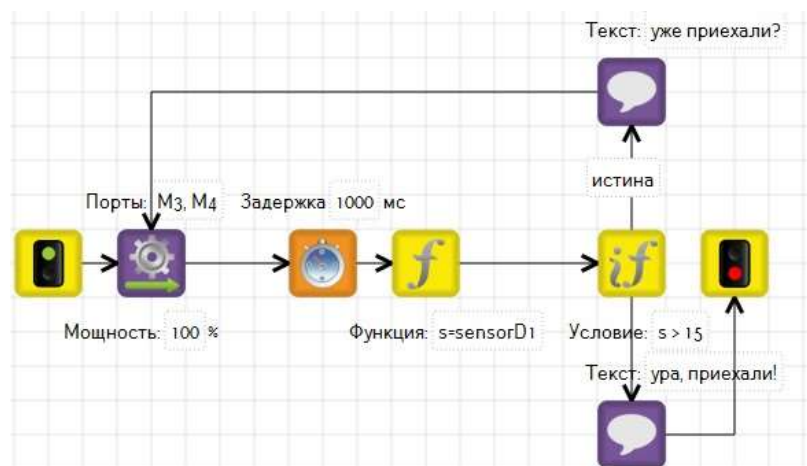 Текст: уже приехали?
истина
Порты: M3, M4 Задержка 1000 мс
if
Мощность: 100 % Функция: s=sensorD1 Условие: s > 15
Текст: ура, приехали!